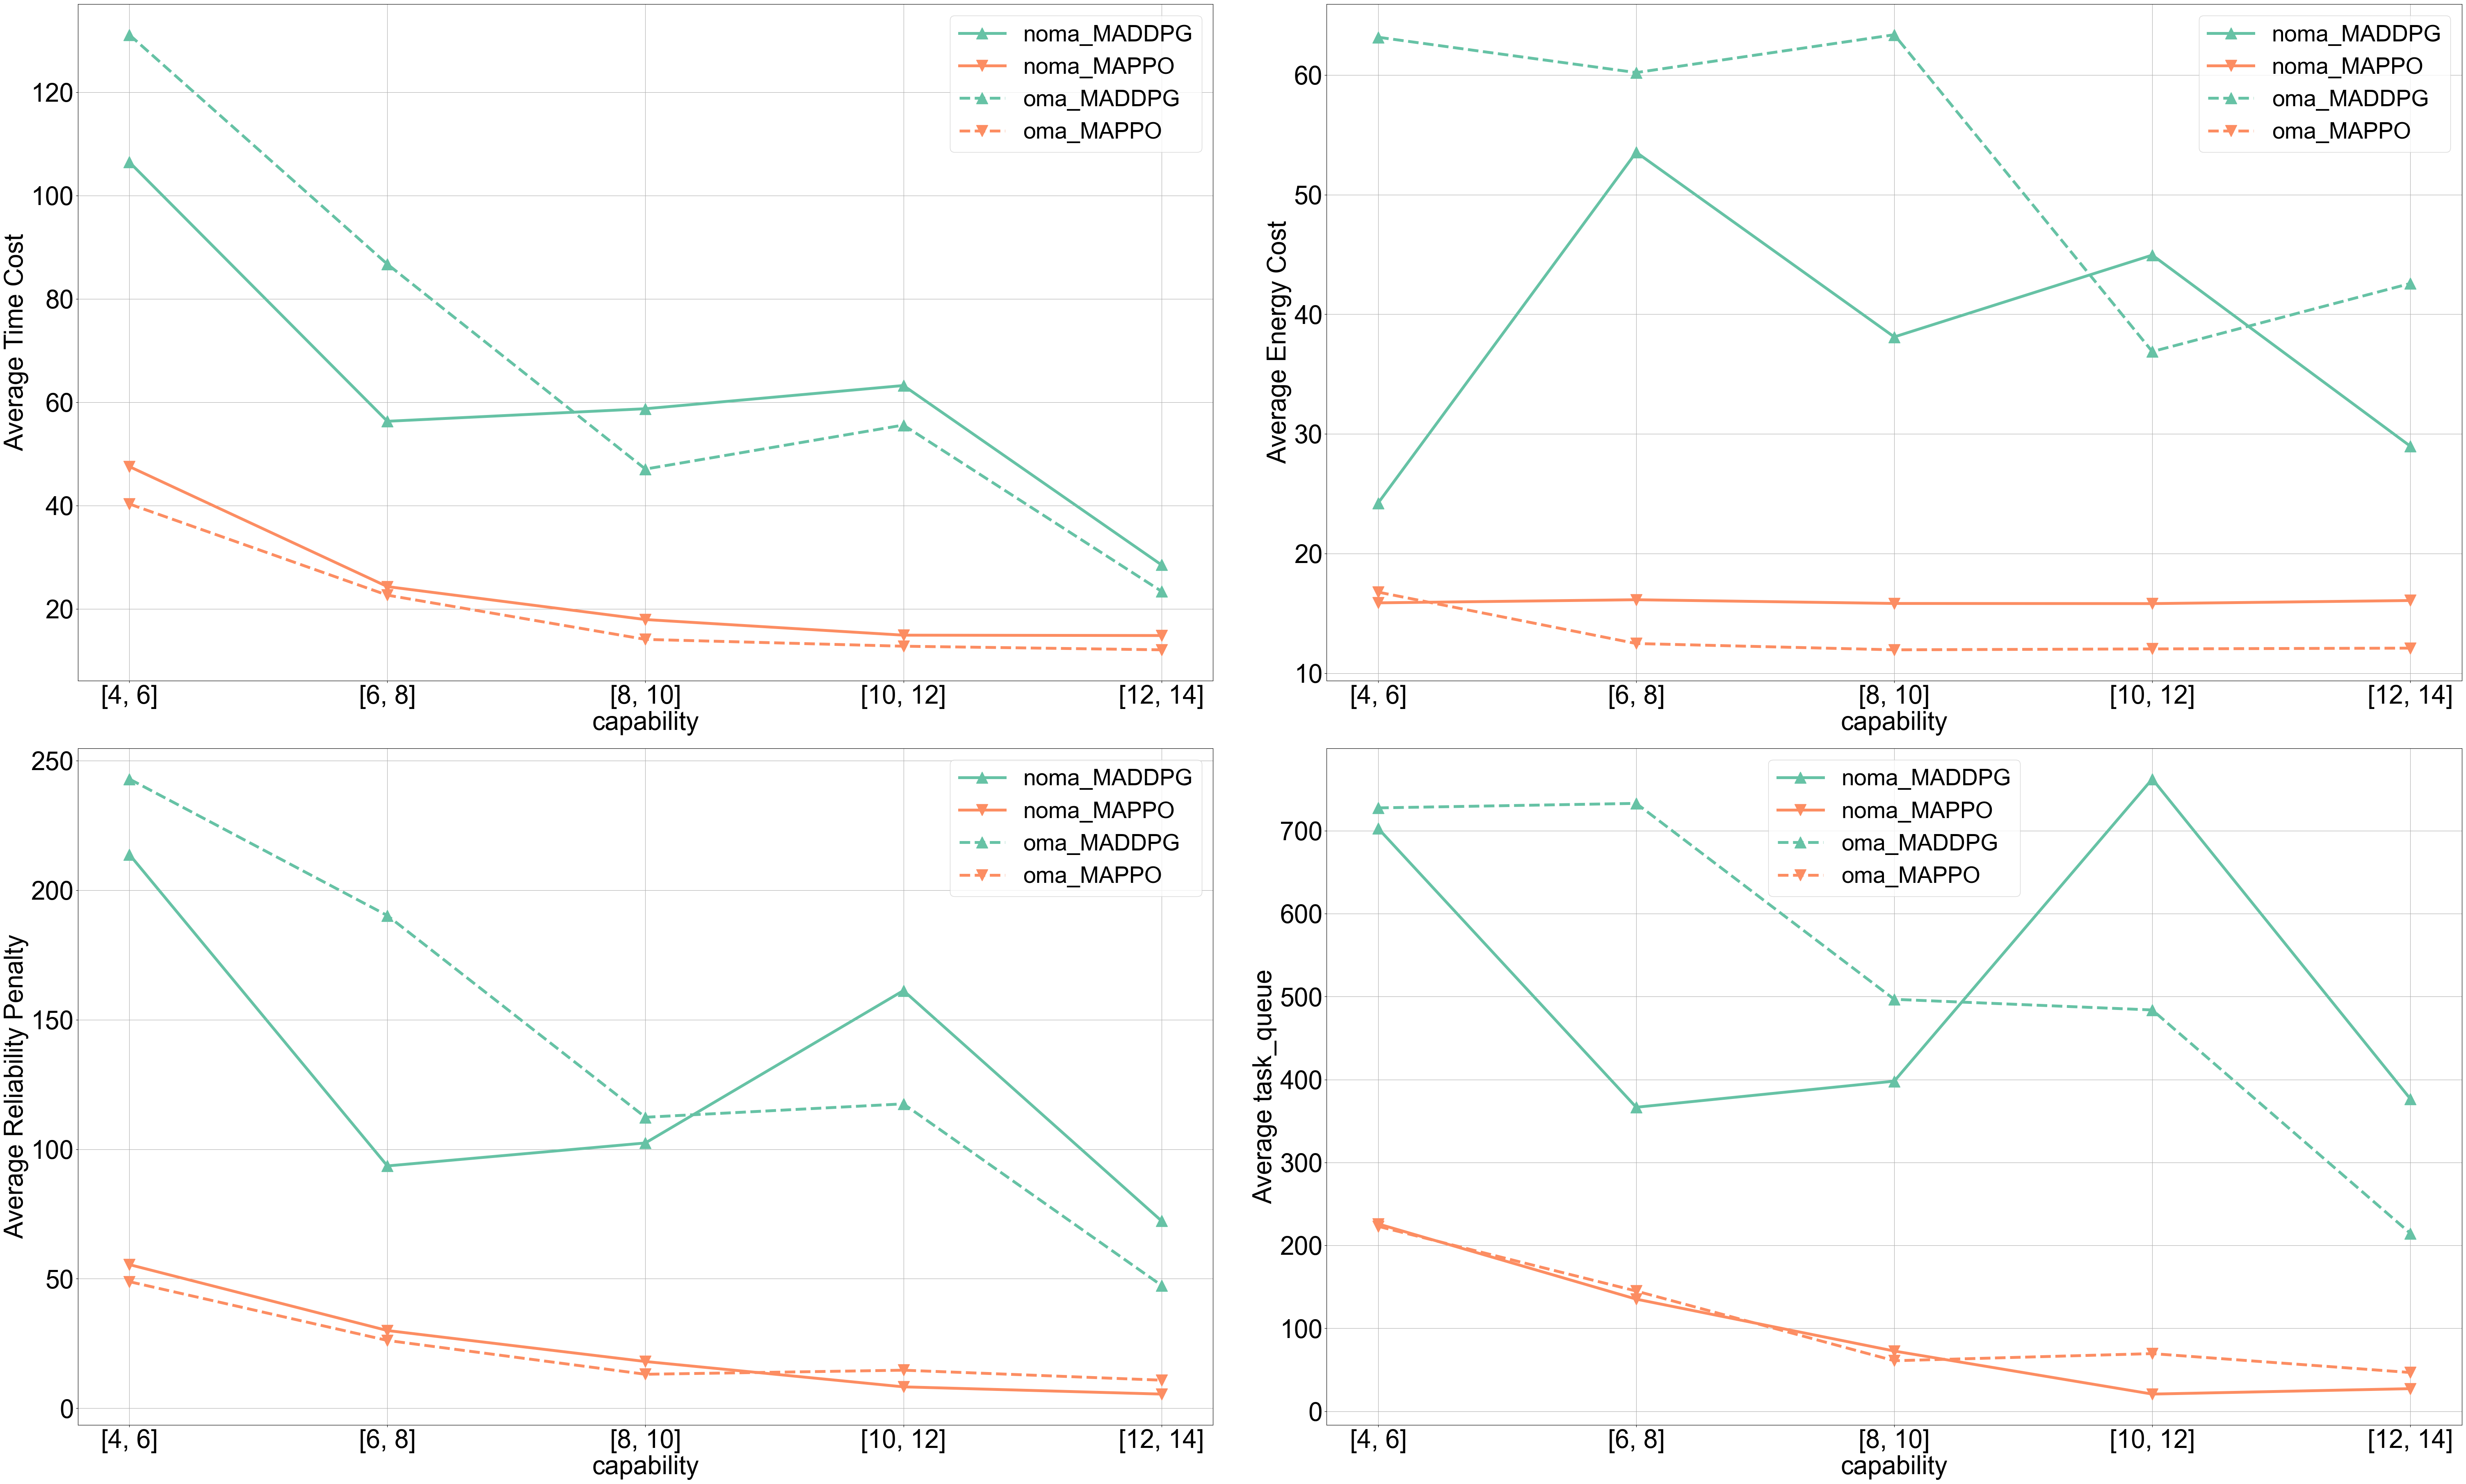 Average Time Cost
120
100
80
60
40
20
noma_MADDPG
noma_MAPPO
oma_MADDPG
oma_MAPPO
[4, 6] [6, 8] [8, 10] [10, 12] [12, 14]
capability
Average Energy Cost
60
50
40
30
20
10
noma_MADDPG
noma_MAPPO
oma_MADDPG
oma_MAPPO
[4, 6] [6, 8] [8, 10] [10, 12] [12, 14]
capability
Average Reliability Penalty
250
200
150
100
50
0
noma_MADDPG
noma_MAPPO
oma_MADDPG
oma_MAPPO
[4, 6] [6, 8] [8, 10] [10, 12] [12, 14]
capability
Average task_queue
700
600
500
400
300
200
100
0
noma_MADDPG
noma_MAPPO
oma_MADDPG
oma_MAPPO
[4, 6] [6, 8] [8, 10] [10, 12] [12, 14]
capability